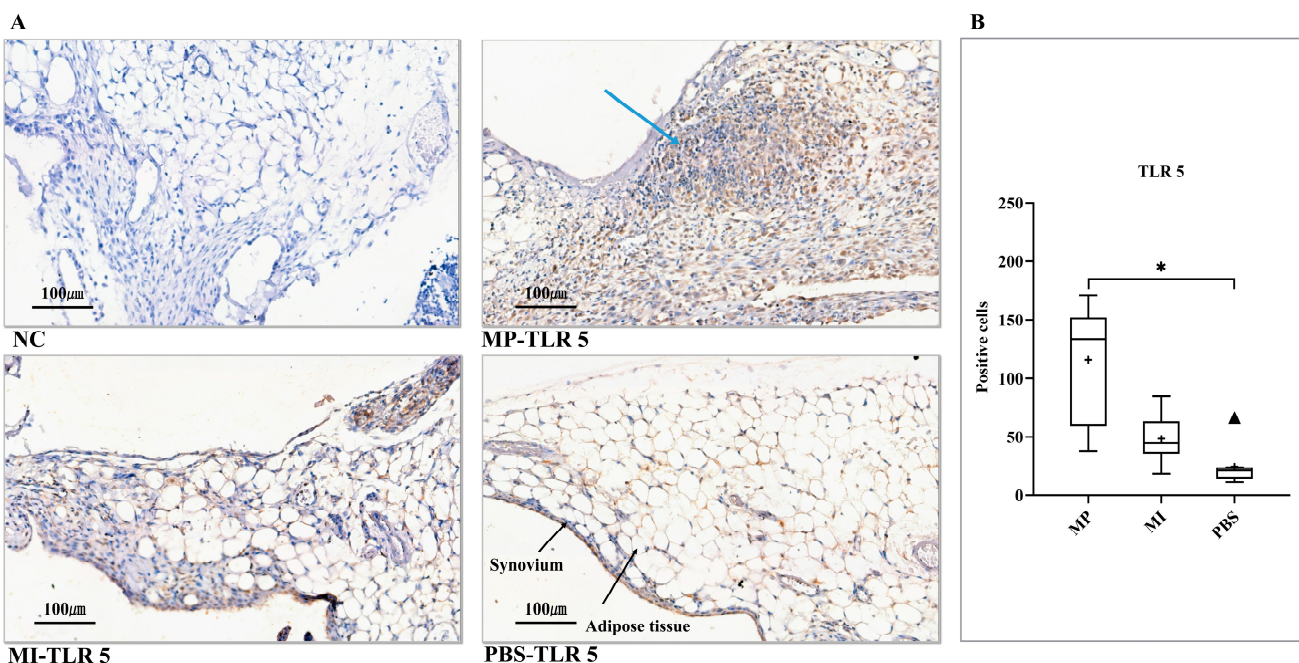 A
B
100μm
100μm
NC
MP-TLR 5
100μm
Synovium
Adipose tissue
100μm
MI-TLR 5
PBS-TLR 5
TLR 5
*
250
200
150
100
50
0
Positive cells
MP
MI
PBS